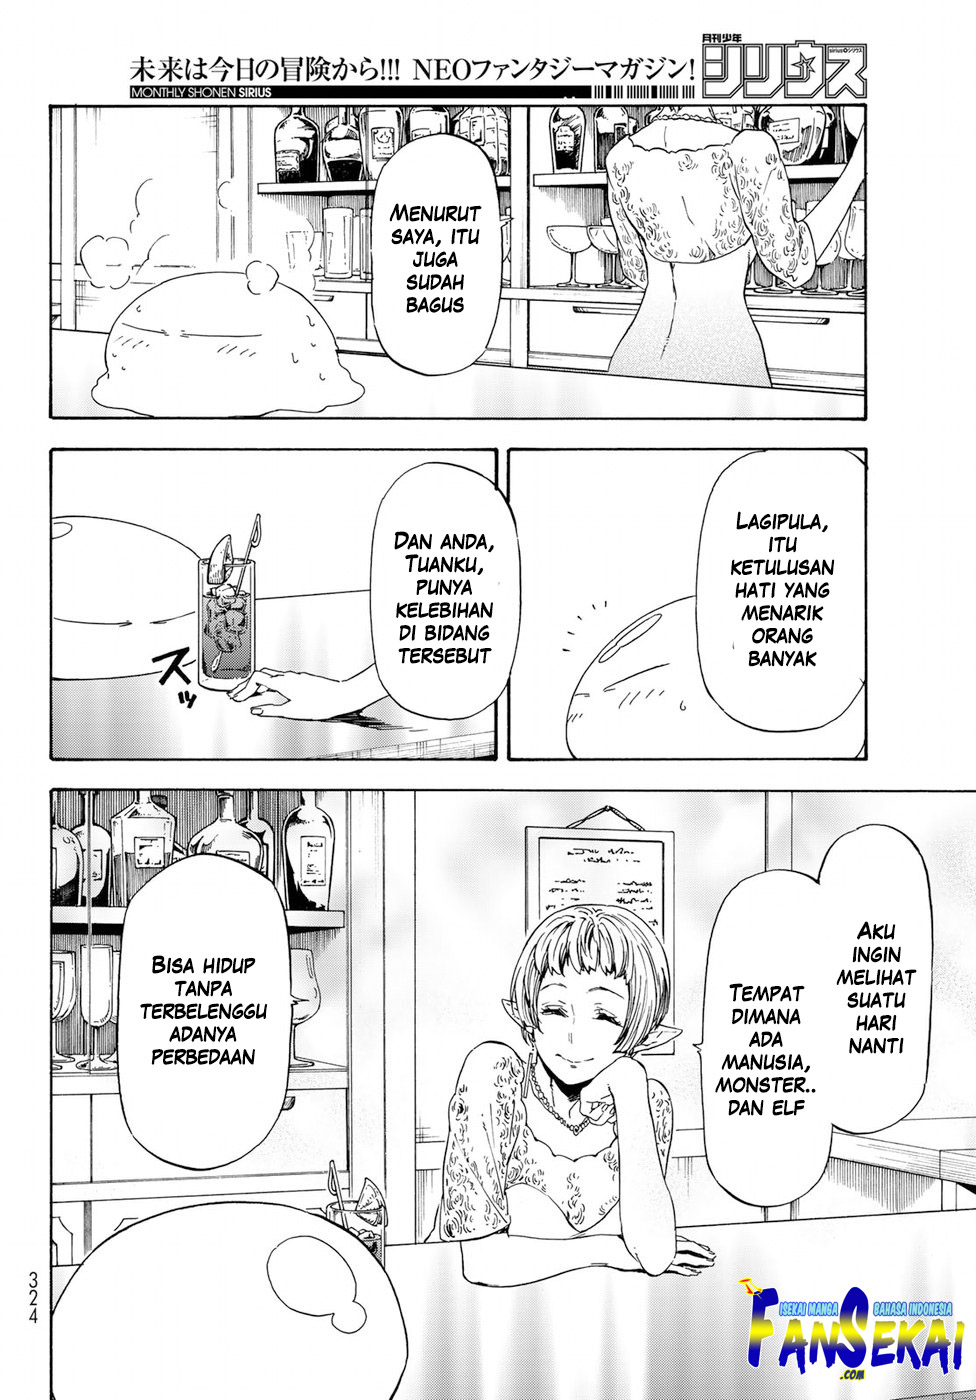 未来は今日の冒険から!!! NEOファンタジーマガジン!
月刊少年
シリウス
MONTHLY SHONEN SIRIUS
MENURUT
SAYA, ITU
JUGA
SUDAH
BAGUS
LAGIPULA,
ITU
KETULUSAN
HATI YANG
MENARIK
ORANG
BANYAK
DAN ANDA,
TUANKU,
PUNYA
KELEBIHAN
DI BIDANG
TERSEBUT
スッ
AKU
INGIN
MELIHAT
SUATU
HARI
NANTI
TEMPAT
DIMANA
ADA
MANUSIA,
MONSTER..
DAN ELF
BISA HIDUP
TANPA
TERBELENGGU
ADANYA
PERBEDAAN
324
ISEKAI MANGA BAHASA INDONESIA
FANSEKAI
.COM